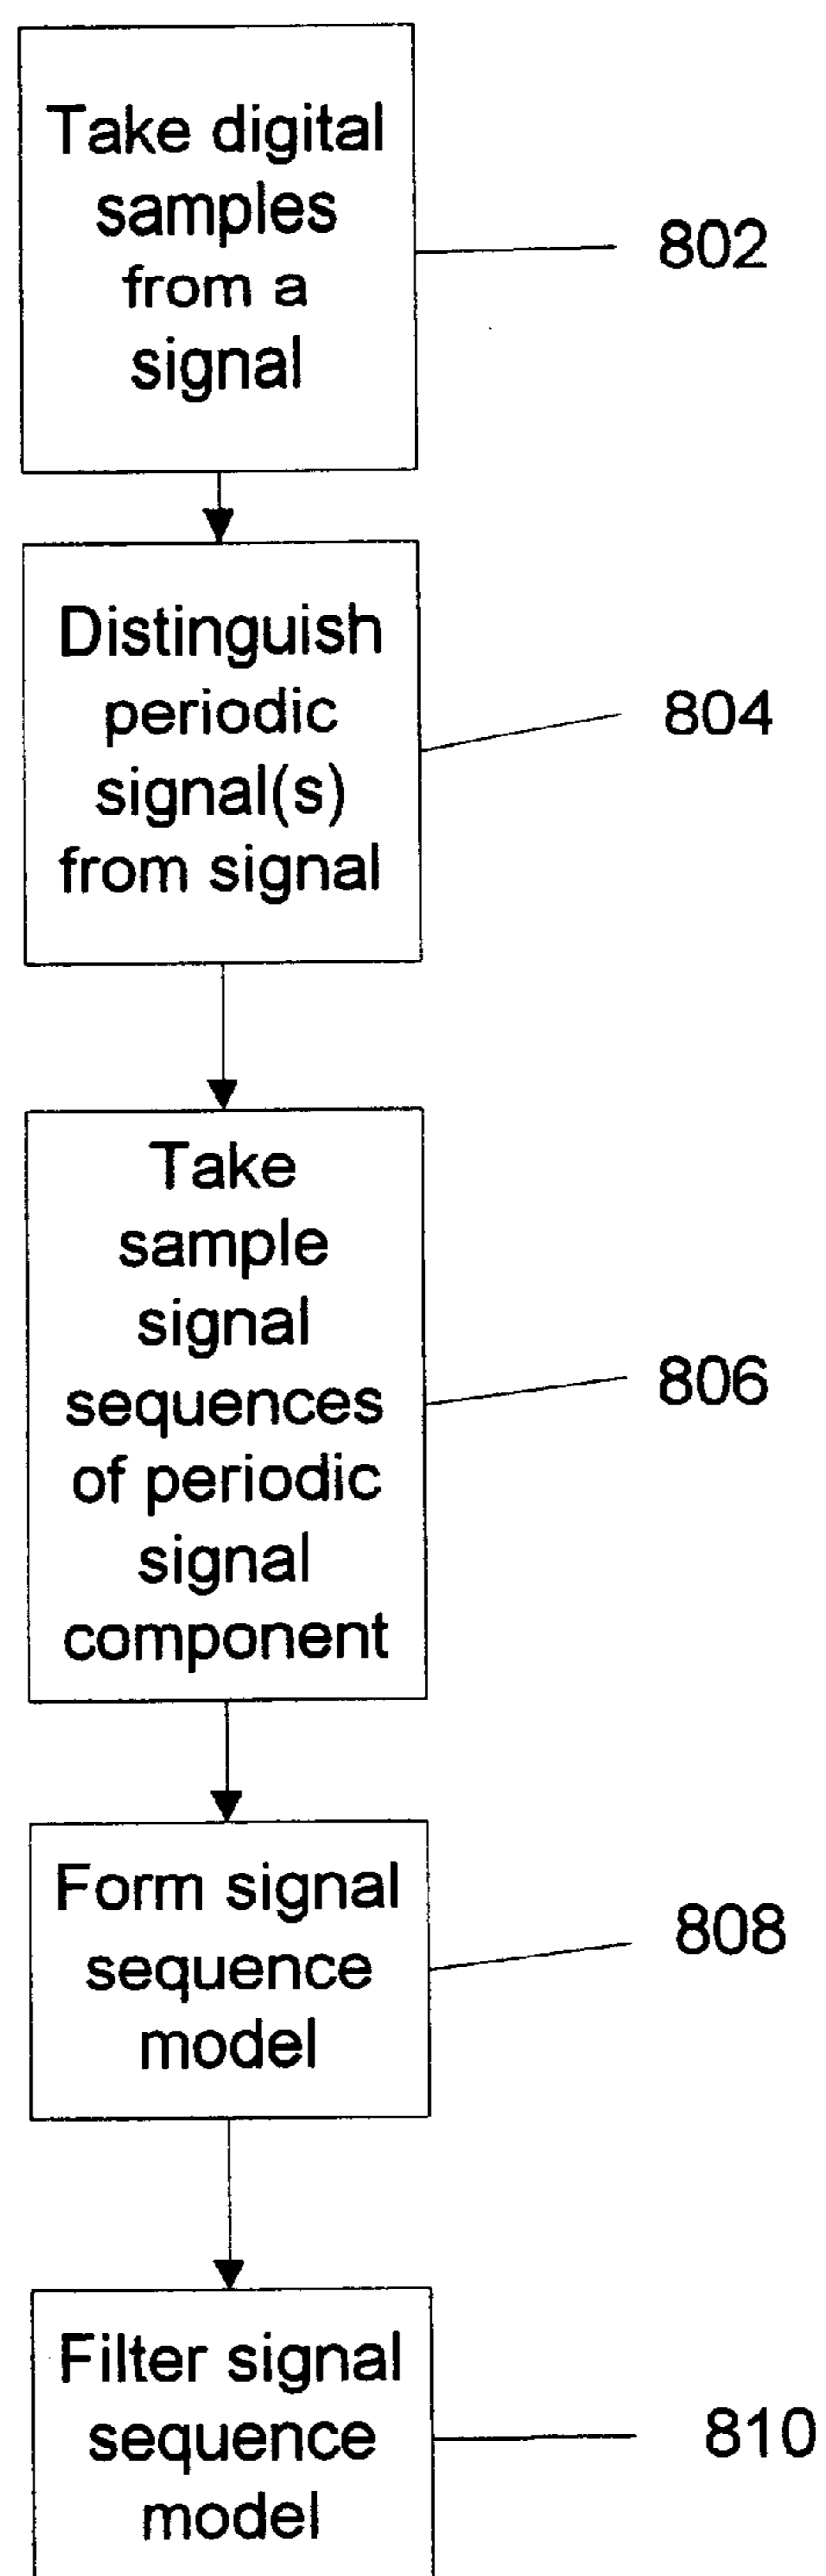 Take digital
samples
from a
signal
802
Distinguish
periodic
signal(s)
from signal
804
Take
sample
signal
sequences
of periodic
signal
component
806
Form signal
sequence
model
808
Filter signal
sequence
model
810